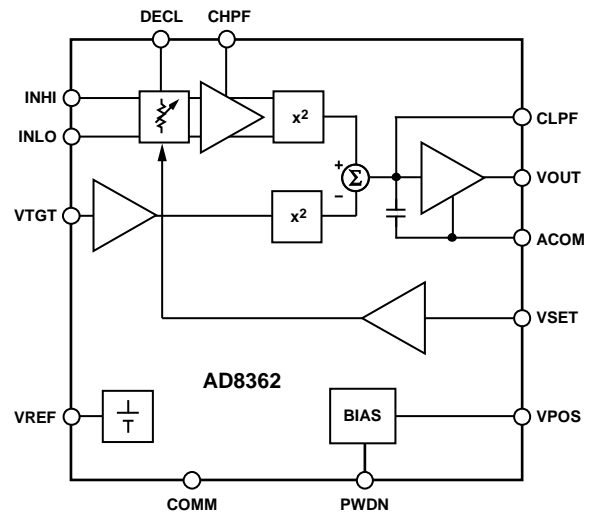 DECL CHPF
INHI
INLO
x²
CLPF
+
Σ
−
VOUT
VTGT
x²
ACOM
VSET
AD8362
VREF
BIAS
VPOS
COMM
PWDN